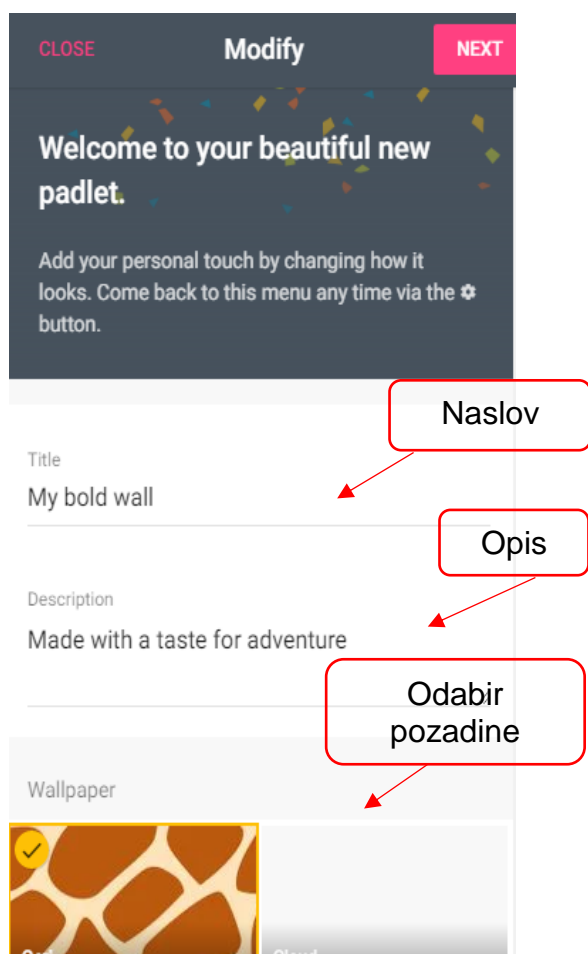 CLOSE Modify NEXT
Welcome to your beautiful new
padlet.
Add your personal touch by changing how it
looks. Come back to this menu any time via the
button.
Naslov
Title
My bold wall
Opis
Description
Made with a taste for adventure
Odabir
pozadine
Wallpaper